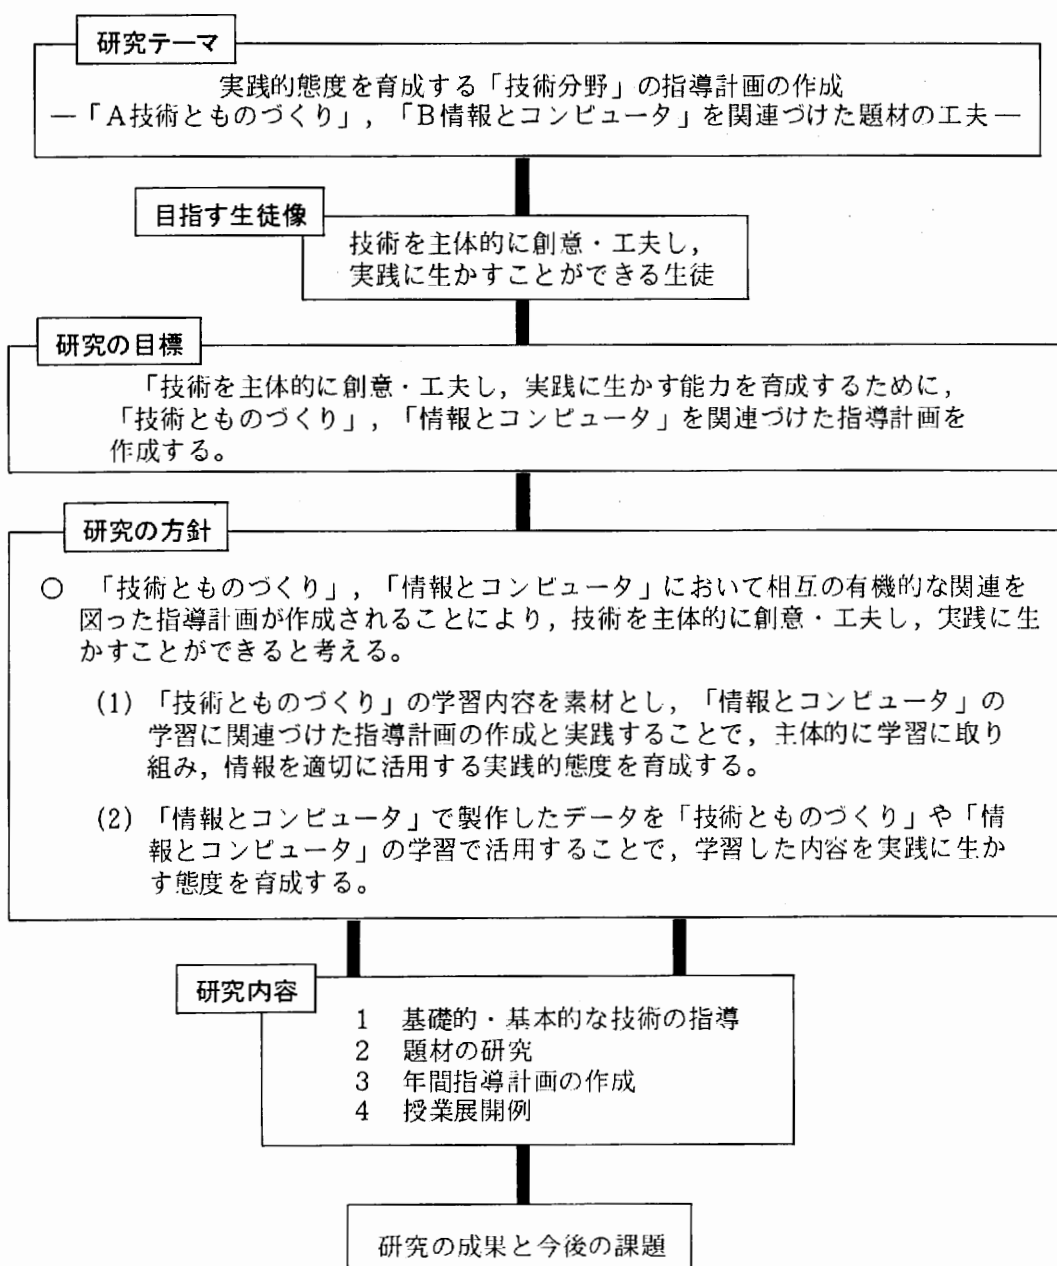 研究テーマ
実践的態度を育成する「技術分野」の指導計画の作成
―「A技術とものづくり」，「B情報とコンピュータ」を関連づけた題材の工夫―
目指す生徒像
技術を主体的に創意・工夫し，
実践に生かすことができる生徒
研究の目標
「技術を主体的に創意・工夫し，実践に生かす能力を育成するために，
「技術とものづくり」，「情報とコンピュータ」を関連づけた指導計画を
作成する。
研究の方針
○　「技術とものづくり」，「情報とコンピュータ」において相互の有機的な関連を
図った指導計画が作成されることにより，技術を主体的に創意・工夫し，実践に生
かすことができると考える。
(1) 「技術とものづくり」の学習内容を素材とし，「情報とコンピュータ」の
学習に関連づけた指導計画の作成と実践することで，主体的に学習に取り
組み，情報を適切に活用する実践的態度を育成する。
(2) 「情報とコンピュータ」で製作したデータを「技術とものづくり」や「情
報とコンピュータ」の学習で活用することで，学習した内容を実践に生か
す態度を育成する。
研究内容
1　基礎的・基本的な技術の指導
2　題材の研究
3　年間指導計画の作成
4　授業展開例
研究の成果と今後の課題